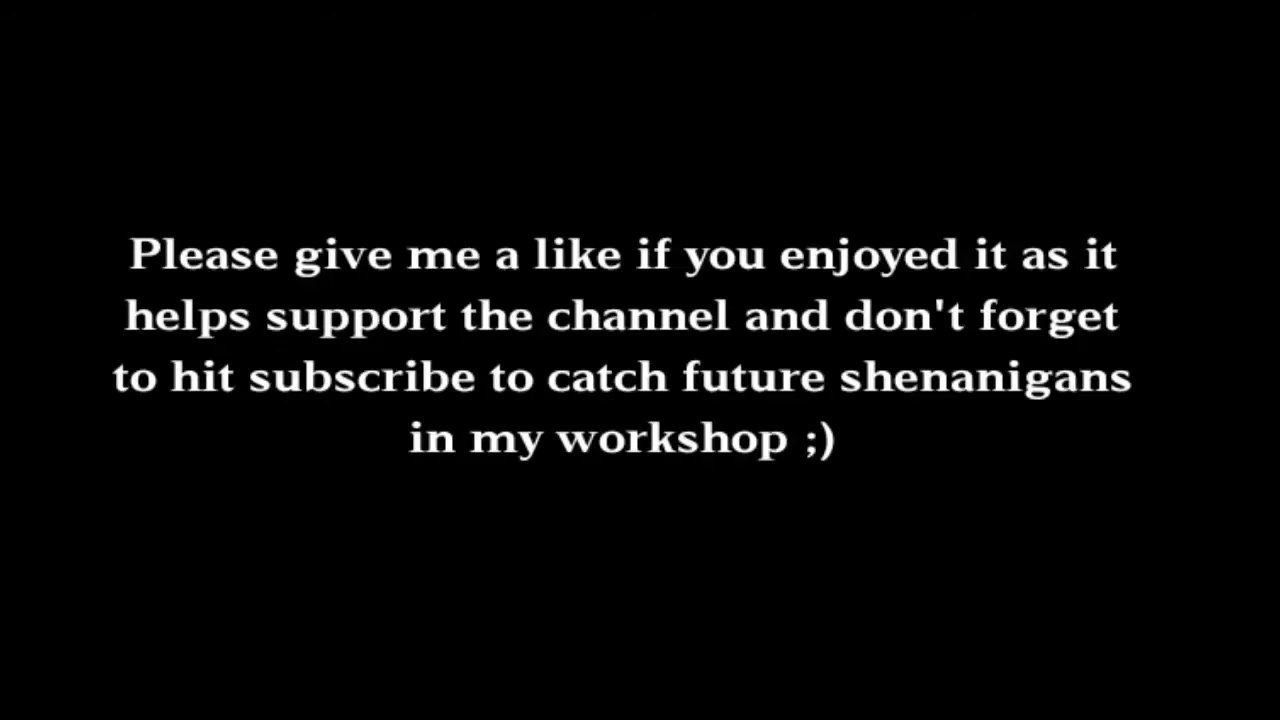 Please give me a like if you enjoyed it as it
helps support the channel and don't forget
to hit subscribe to catch future shenanigans
in my workshop ;)